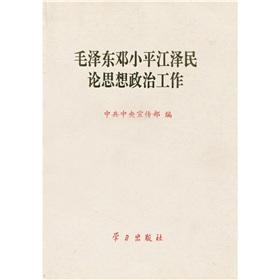 毛泽东邓小平江泽民
论思想政治工作
中共中央宣传部 编
学习出版社